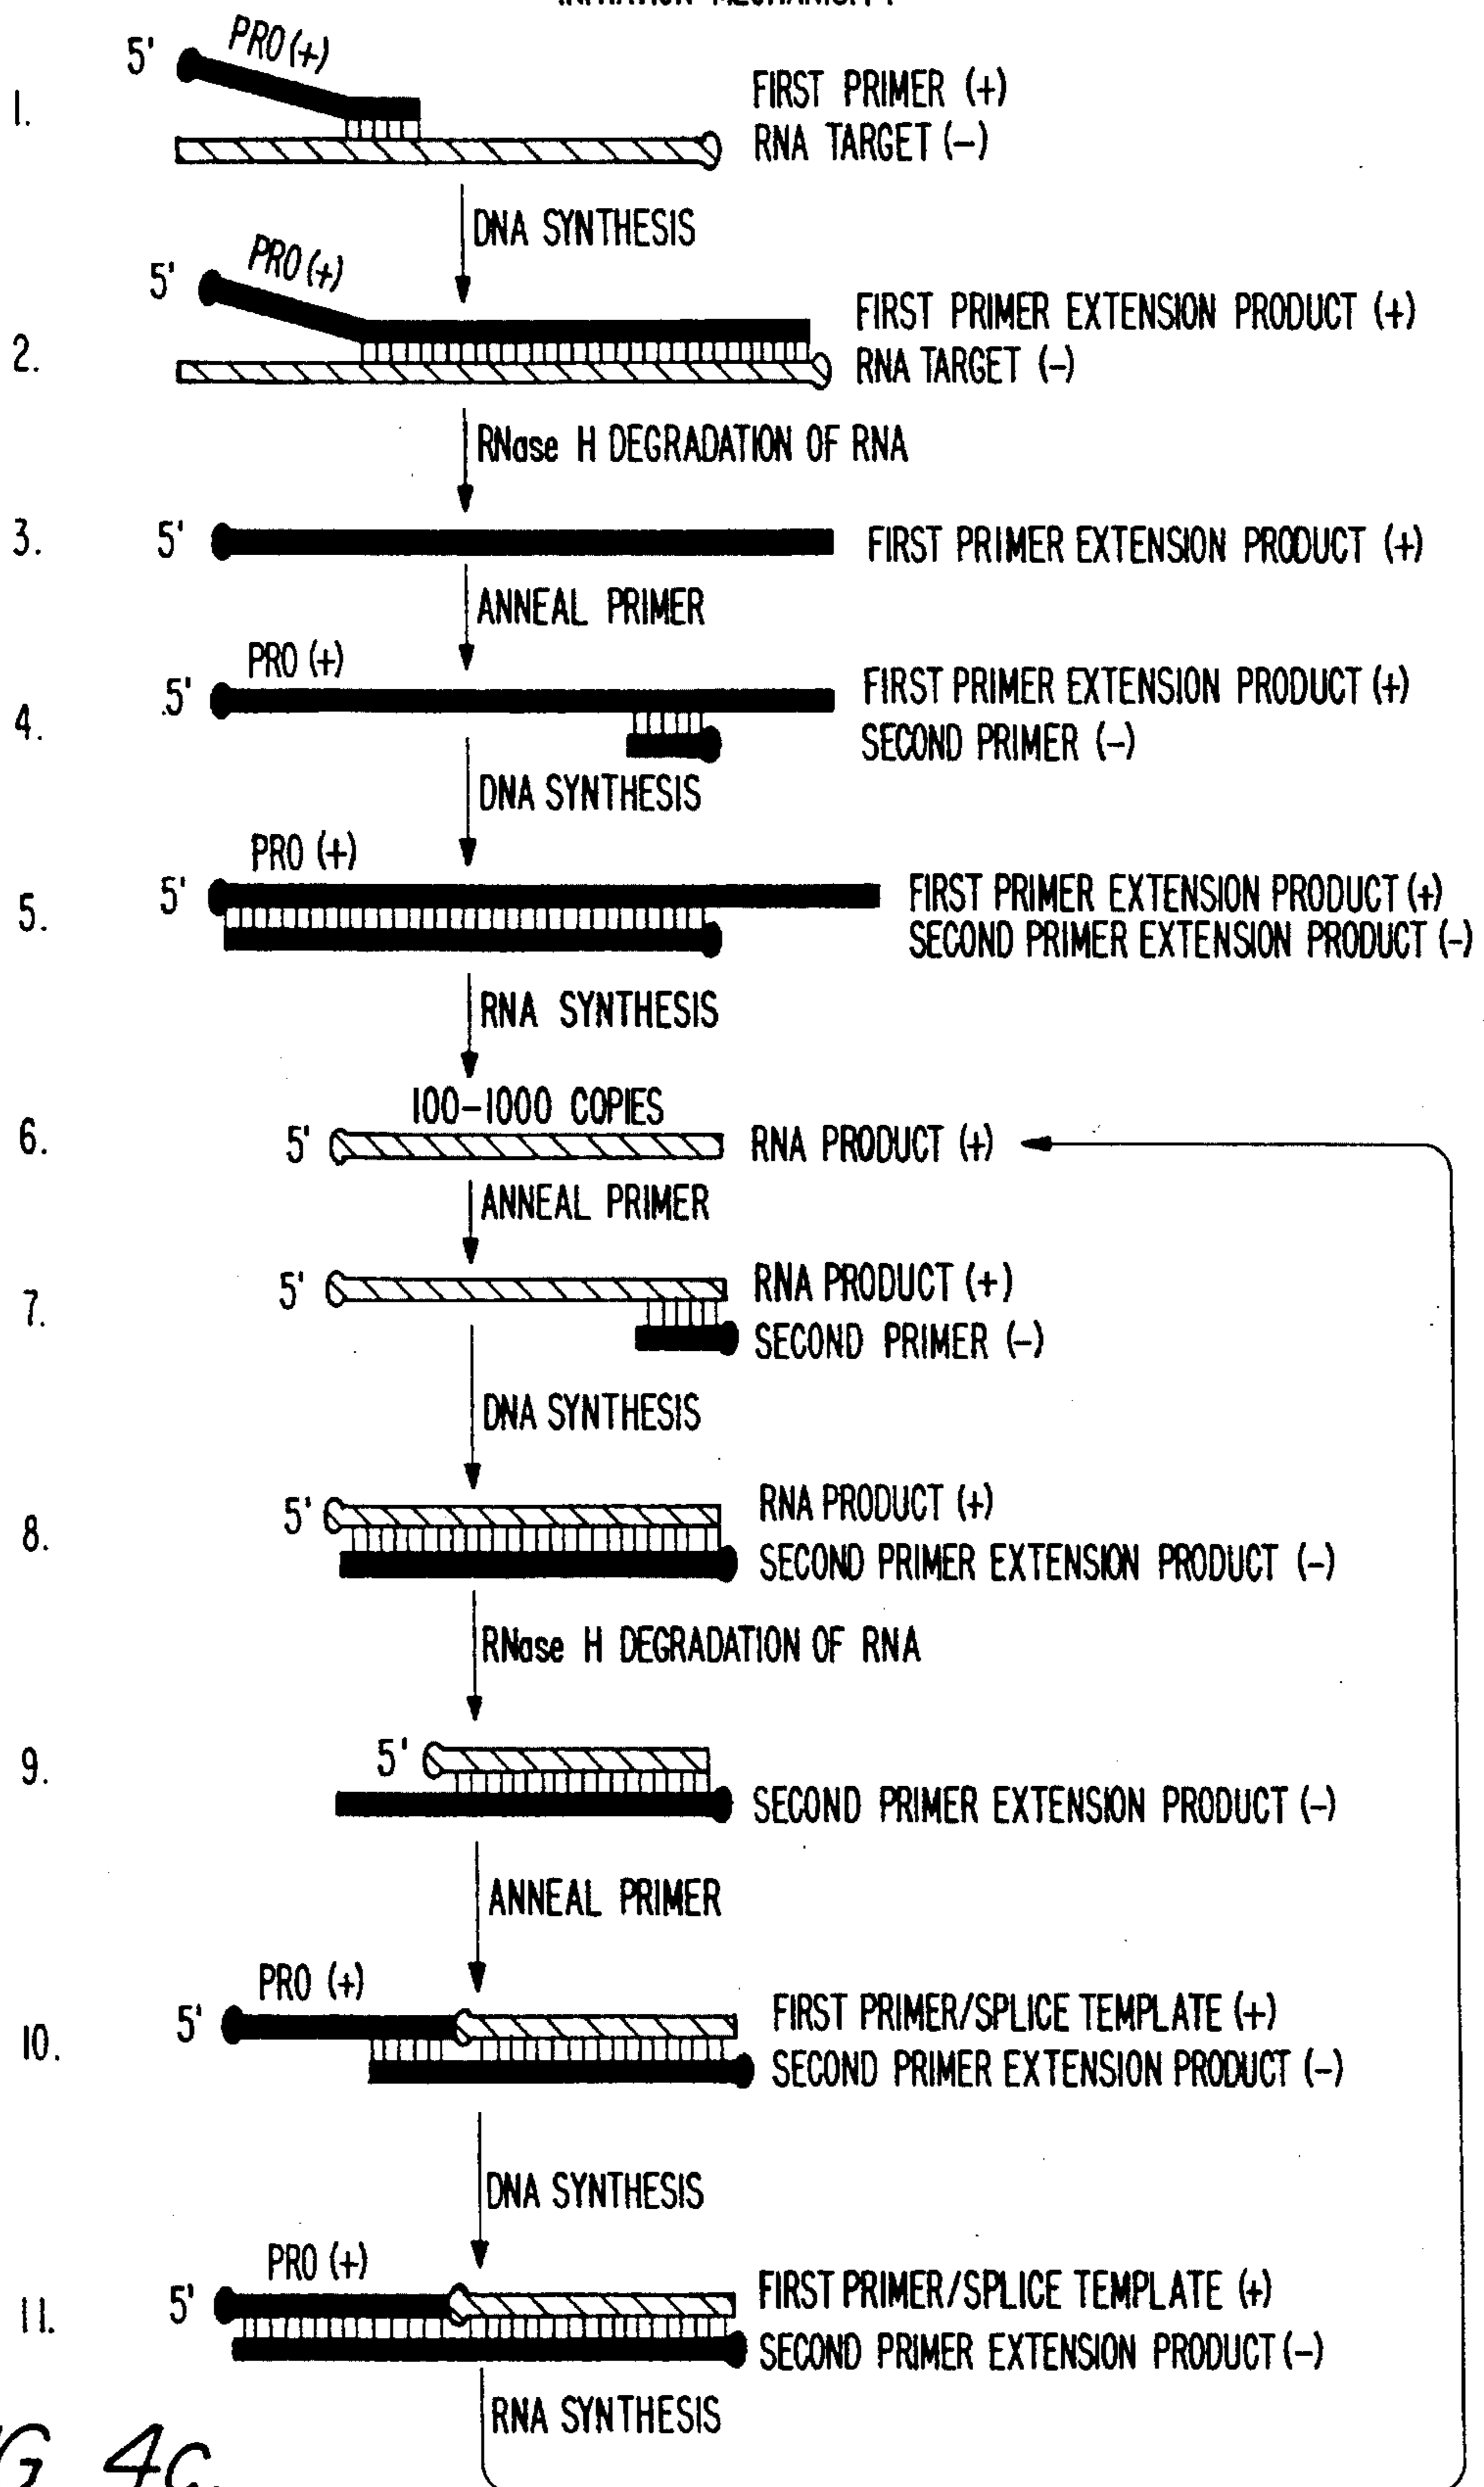 5' PRO (+)
1.
FIRST PRIMER (+)
RNA TARGET (−)
DNA SYNTHESIS
5' PRO (+)
2.
FIRST PRIMER EXTENSION PRODUCT (+)
RNA TARGET (−)
RNase H DEGRADATION OF RNA
3. 5' FIRST PRIMER EXTENSION PRODUCT (+)
ANNEAL PRIMER
PRO (+)
4. 5' FIRST PRIMER EXTENSION PRODUCT (+)
SECOND PRIMER (−)
DNA SYNTHESIS
PRO (+)
5. 5' FIRST PRIMER EXTENSION PRODUCT (+)
SECOND PRIMER EXTENSION PRODUCT (−)
RNA SYNTHESIS
100-1000 COPIES
6. 5' RNA PRODUCT (+)
ANNEAL PRIMER
7. 5' RNA PRODUCT (+)
SECOND PRIMER (−)
DNA SYNTHESIS
8. 5' RNA PRODUCT (+)
SECOND PRIMER EXTENSION PRODUCT (−)
RNase H DEGRADATION OF RNA
9. 5'
SECOND PRIMER EXTENSION PRODUCT (−)
ANNEAL PRIMER
PRO (+)
10. 5' FIRST PRIMER/SPLICE TEMPLATE (+)
SECOND PRIMER EXTENSION PRODUCT (−)
DNA SYNTHESIS
PRO (+)
11. 5' FIRST PRIMER/SPLICE TEMPLATE (+)
SECOND PRIMER EXTENSION PRODUCT (−)
RNA SYNTHESIS
4c.